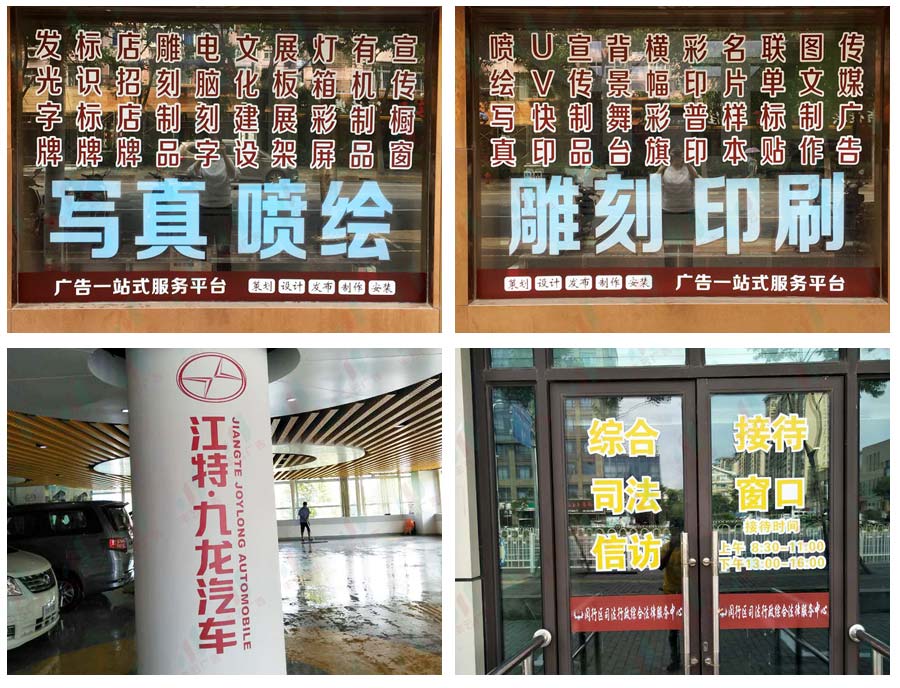 发光字牌
标识标牌
店招店牌
雕刻制品
电脑刻字
文化建设
展板展架
灯箱彩屏
有机制品
宣传橱窗
写真 喷绘
广告一站式服务平台 策划 设计 发布 制作 安装
喷绘写真
UV快印
宣传制品
背景舞台
横幅彩旗
彩印普印
名片样本
联单标贴
图文制作
传媒广告
雕刻 印刷
策划 设计 发布 制作 安装 广告一站式服务平台
江特·九龙汽车
JIANGTE JOYLONG AUTOMOBILE
综合
司法
信访
接待
窗口
接待时间
上午 8:30-11:00
下午13:00-16:00
闵行区司法行政综合法律服务中心
闵行区司法行政综合法律服务中心